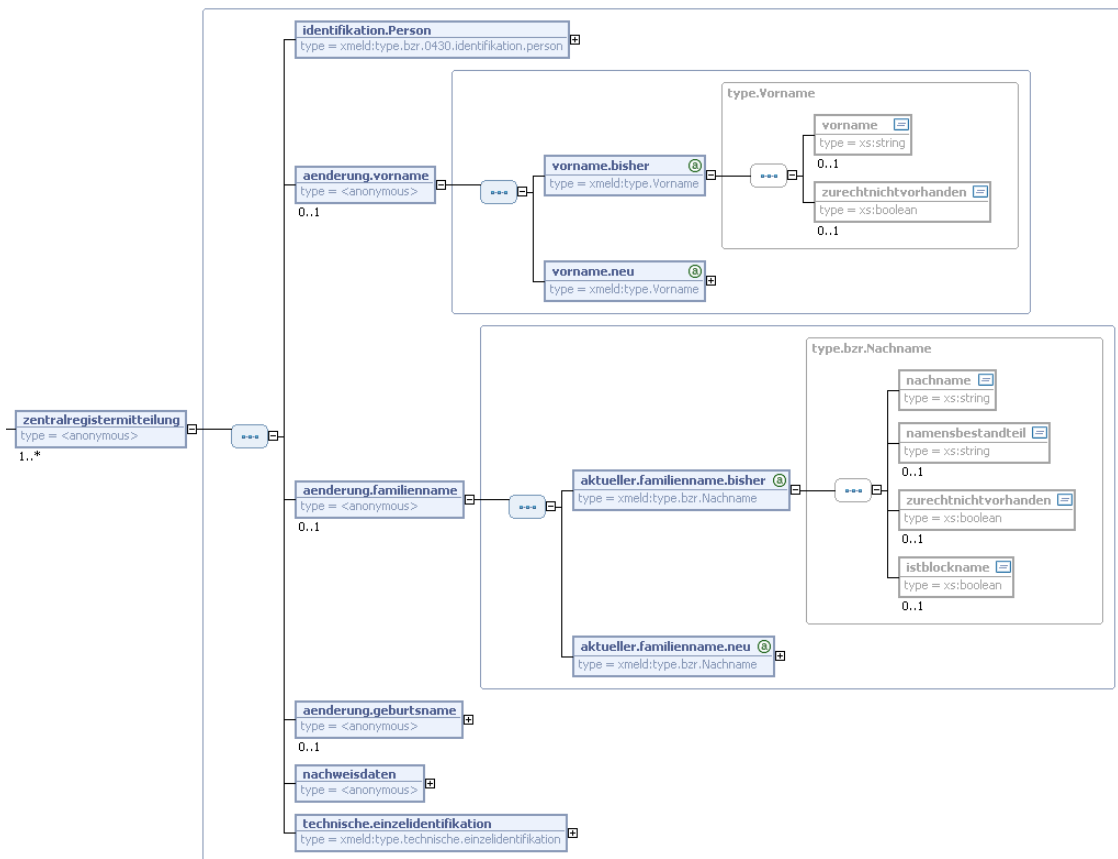 identifikation.Person
type = xmeld:type.bzr.0430.identifikation.person
type.Vorname
vorname
type = xs:string
0..1
aenderung.vorname
type = <anonymous>
0..1
vorname.bisher
type = xmeld:type.Vorname
zurechtnichtvorhanden
type = xs:boolean
0..1
vorname.neu
type = xmeld:type.Vorname
type.bzr.Nachname
nachname
type = xs:string
zentralregistermitteilung
type = <anonymous>
1..*
namensbestandteil
type = xs:string
0..1
aenderung.familienname
type = <anonymous>
0..1
aktueller.familienname.bisher
type = xmeld:type.bzr.Nachname
zurechtnichtvorhanden
type = xs:boolean
0..1
istblockname
type = xs:boolean
0..1
aktueller.familienname.neu
type = xmeld:type.bzr.Nachname
aenderung.geburtsname
type = <anonymous>
0..1
nachweisdaten
type = <anonymous>
technische.einzelidentifikation
type = xmeld:type.technische.einzelidentifikation